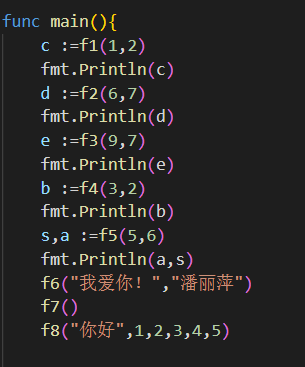 func main(){
c :=f1(1,2)
fmt.Println(c)
d :=f2(6,7)
fmt.Println(d)
e :=f3(9,7)
fmt.Println(e)
b :=f4(3,2)
fmt.Println(b)
s,a :=f5(5,6)
fmt.Println(a,s)
f6("我爱你！","潘丽萍")
f7()
f8("你好",1,2,3,4,5)